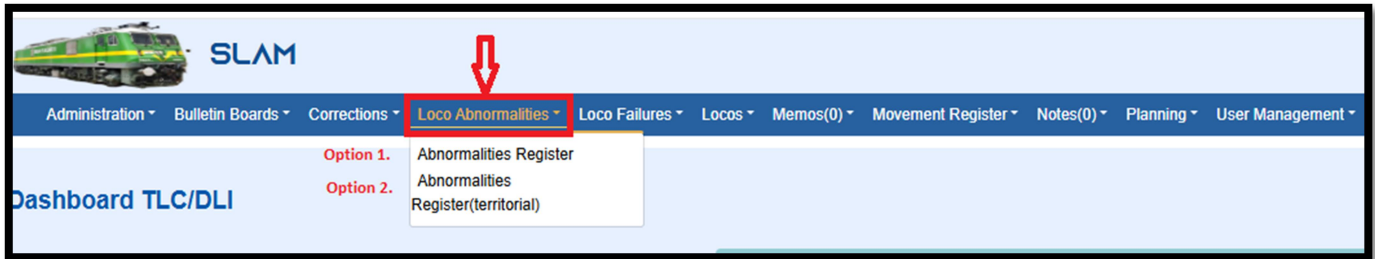 SLAM
Administration Bulletin Boards Corrections Loco Abnormalities Loco Failures Locos Memos(0) Movement Register Notes(0) Planning User Management
Option 1. Abnormalities Register
Option 2. Abnormalities
Register(territorial)
Dashboard TLC/DLI